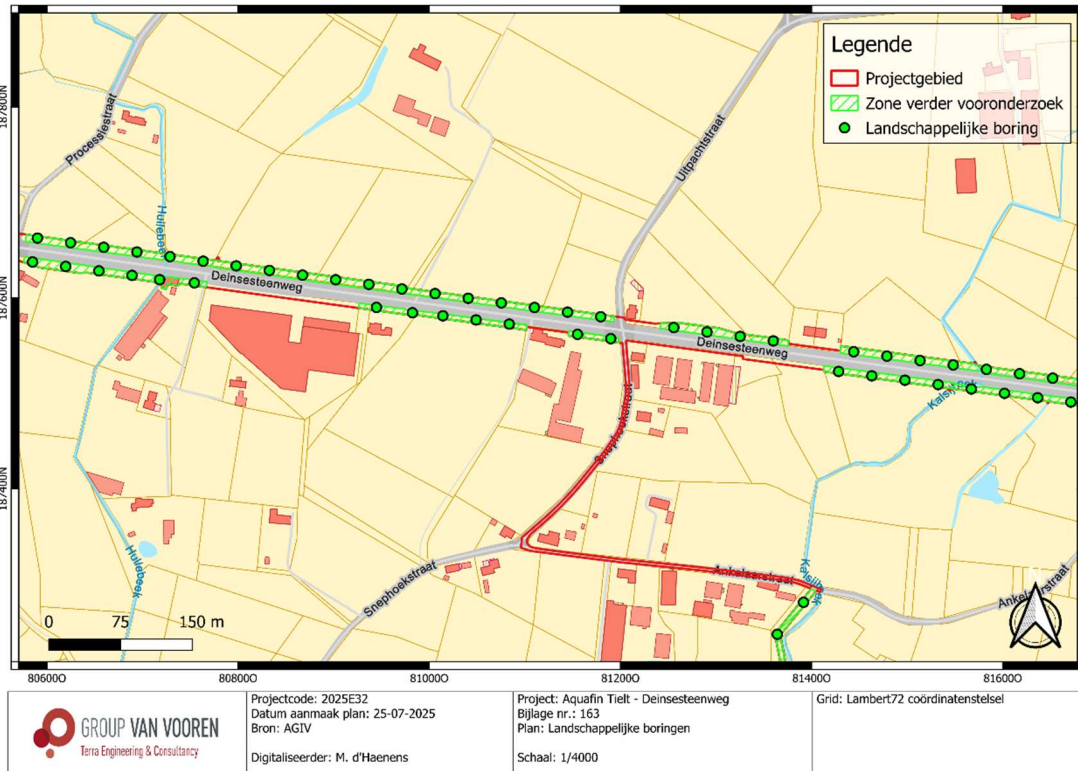 Legende
Projectgebied
Zone verder vooronderzoek
Landschappelijke boring
187800N
187600N
187400N
Processiestraat
Uitpachtstraat
Hullebeek
Deinsesteenweg
Deinsesteenweg
Kalsijbeek
Snephoekstraat
Hullebeek
Snephoekstraat
Ankelaarstraat
Kalsijbeek
Ankelaarstraat
0 75 150 m
806000 808000 810000 812000 814000 816000
GROUP VAN VOOREN
Terra Engineering & Consultancy
Projectcode: 2025E32
Datum aanmaak plan: 25-07-2025
Bron: AGIV
Digitaliseerder: M. d'Haenens
Project: Aquafin Tielt - Deinsesteenweg
Bijlage nr.: 163
Plan: Landschappelijke boringen
Schaal: 1/4000
Grid: Lambert72 coördinatenstelsel